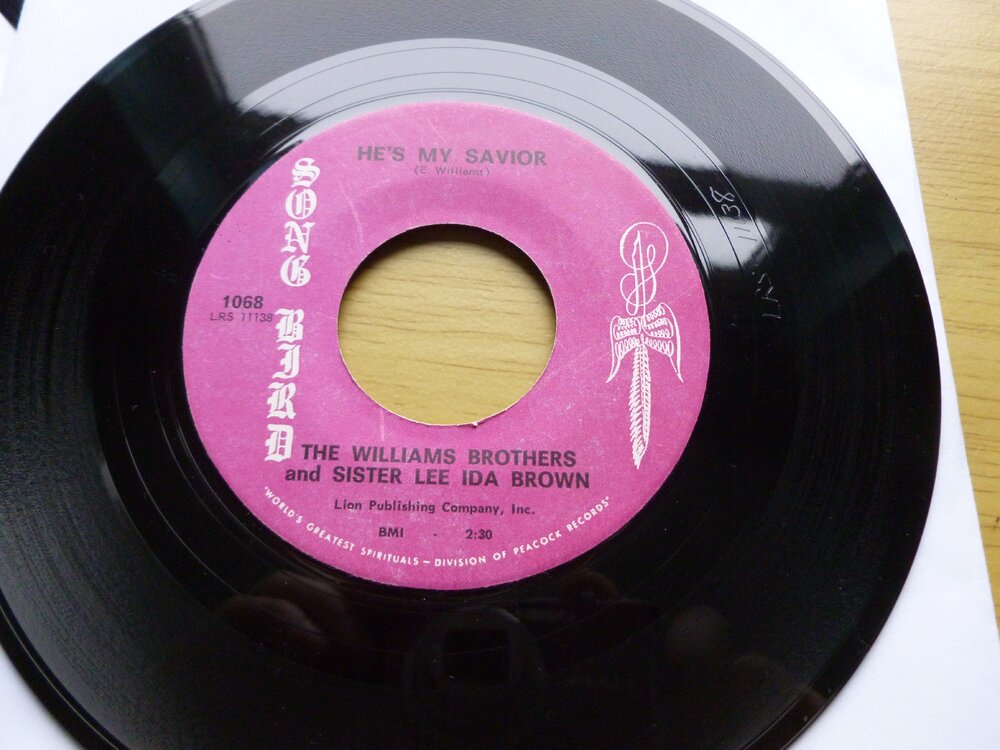 HE'S MY SAVIOR
(E. Williams)
SONG BIRD
1068
LRS 11138
THE WILLIAMS BROTHERS
and SISTER LEE IDA BROWN
Lion Publishing Company, Inc.
BMI · 2:30
"WORLD'S GREATEST SPIRITUALS — DIVISION OF PEACOCK RECORDS"
LRS 11138